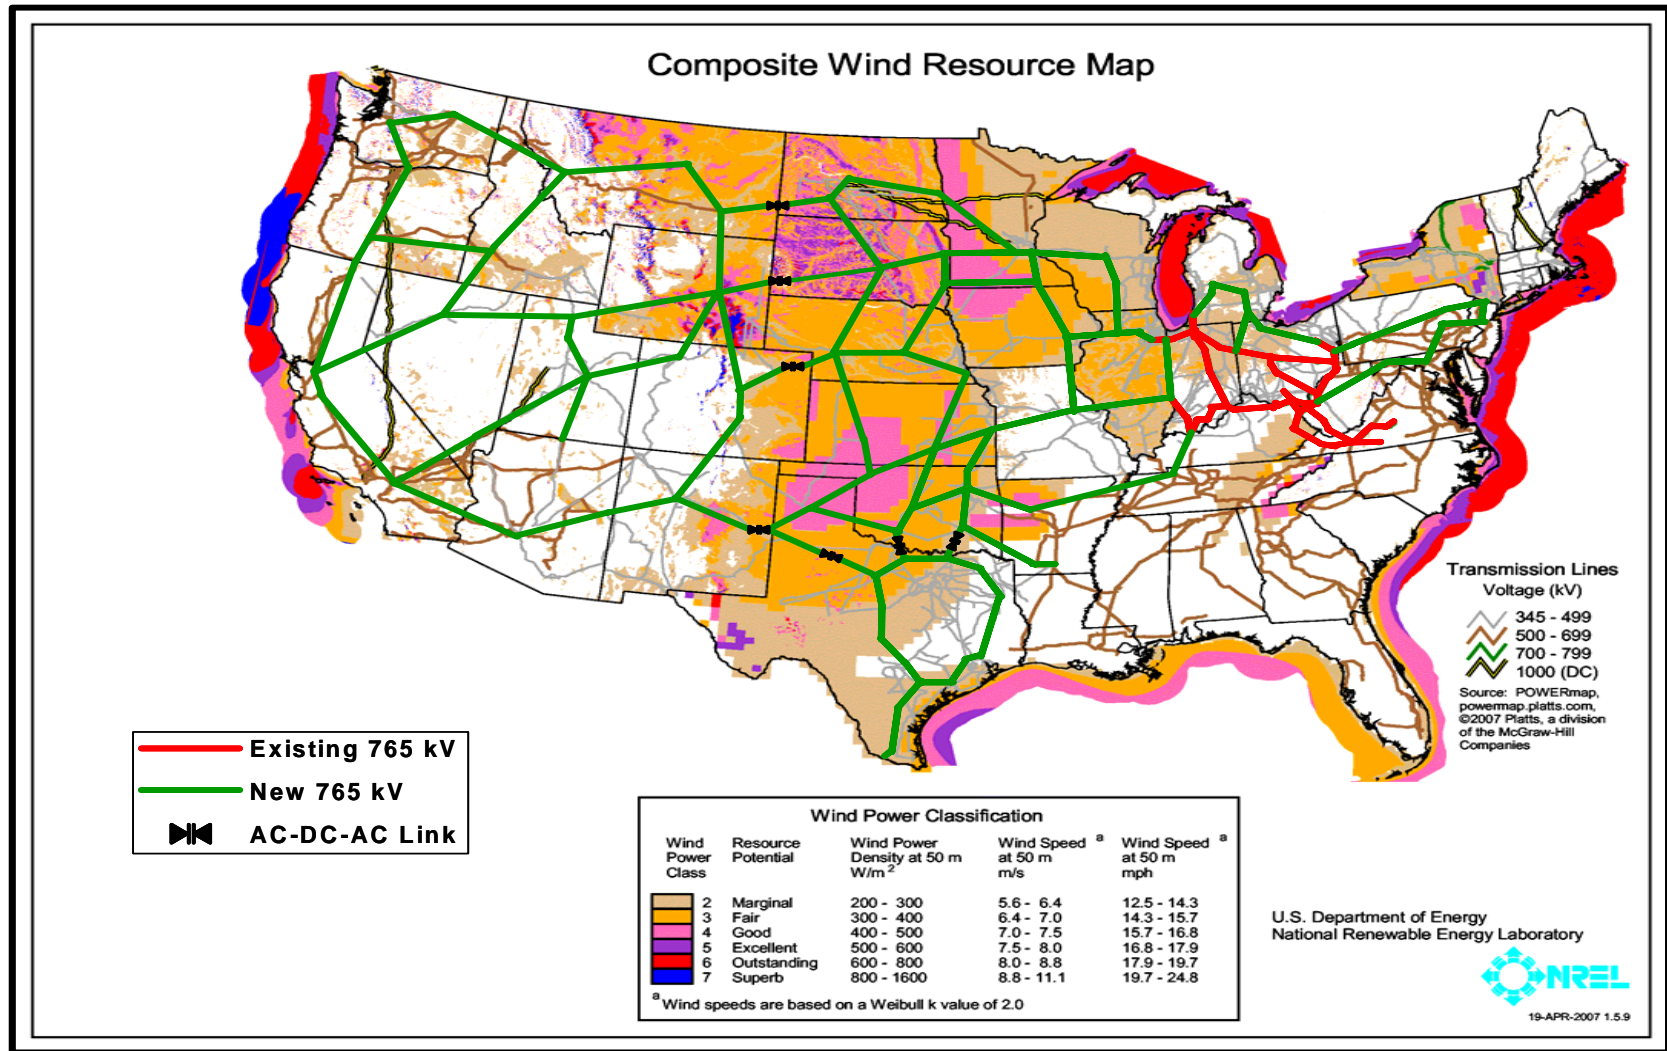 Composite Wind Resource Map
Transmission Lines
Voltage (kV)
345 - 499
500 - 699
700 - 799
1000 (DC)
Source: POWERmap,
powermap.platts.com,
©2007 Platts, a division
of the McGraw-Hill
Companies
Existing 765 kV
New 765 kV
AC-DC-AC Link
Wind Power Classification
Wind Power Class Resource Potential Wind Power Density at 50 m W/m 2 Wind Speed a at 50 m m/s Wind Speed a at 50 m mph
2 Marginal 200 - 300 5.6 - 6.4 12.5 - 14.3
3 Fair 300 - 400 6.4 - 7.0 14.3 - 15.7
4 Good 400 - 500 7.0 - 7.5 15.7 - 16.8
5 Excellent 500 - 600 7.5 - 8.0 16.8 - 17.9
6 Outstanding 600 - 800 8.0 - 8.8 17.9 - 19.7
7 Superb 800 - 1600 8.8 - 11.1 19.7 - 24.8
a Wind speeds are based on a Weibull k value of 2.0
U.S. Department of Energy
National Renewable Energy Laboratory
NREL
19-APR-2007 1.5.9